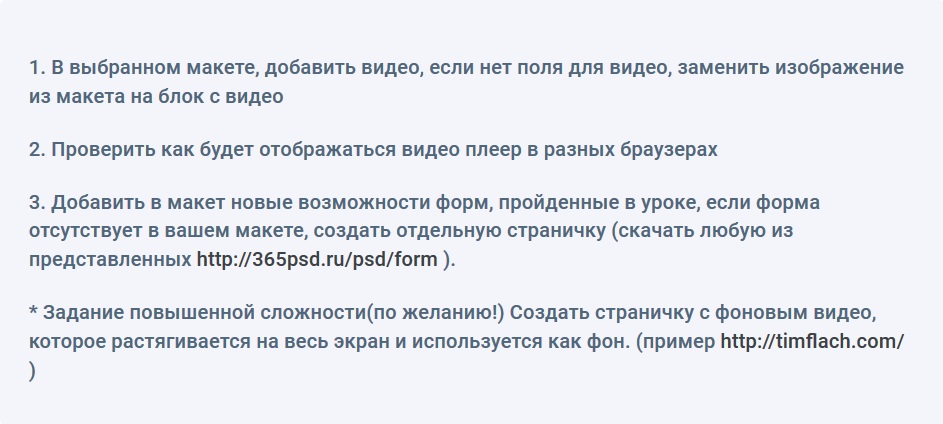 1. В выбранном макете, добавить видео, если нет поля для видео, заменить изображение
из макета на блок с видео
2. Проверить как будет отображаться видео плеер в разных браузерах
3. Добавить в макет новые возможности форм, пройденные в уроке, если форма
отсутствует в вашем макете, создать отдельную страничку (скачать любую из
представленных http://365psd.ru/psd/form ).
* Задание повышенной сложности(по желанию!) Создать страничку с фоновым видео,
которое растягивается на весь экран и используется как фон. (пример http://timflach.com/
)